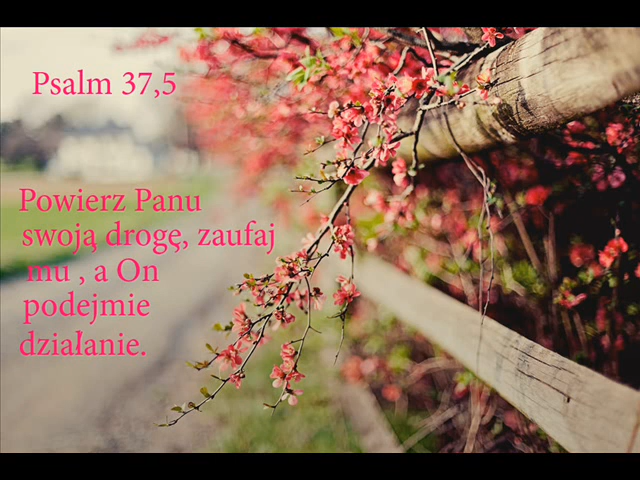 Psalm 37,5
Powierz Panu
swoją drogę, zaufaj
mu , a On
podejmie
działanie.